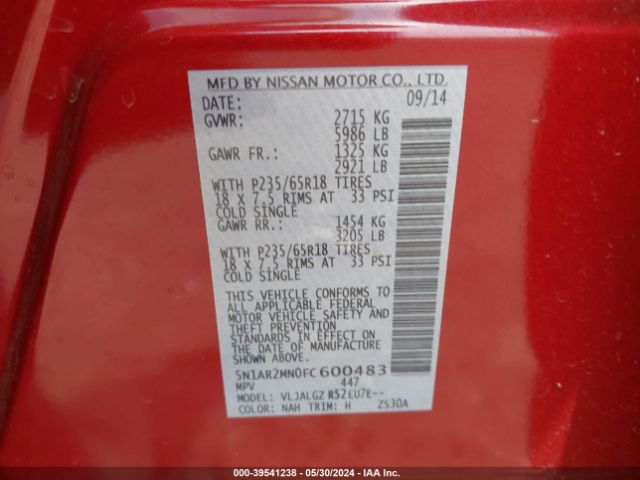 MFD BY NISSAN MOTOR CO., LTD.
DATE: 09/14
GVWR: 2715 KG
5986 LB
GAWR FR.: 1325 KG
2921 LB
WITH P235/65R18 TIRES
18 X 7.5 RIMS AT 33 PSI
COLD SINGLE
GAWR RR.: 1454 KG
3205 LB
WITH P235/65R18 TIRES
18 X 7.5 RIMS AT 33 PSI
COLD SINGLE
THIS VEHICLE CONFORMS TO
ALL APPLICABLE FEDERAL
MOTOR VEHICLE SAFETY AND
THEFT PREVENTION
STANDARDS IN EFFECT ON
THE DATE OF MANUFACTURE
SHOWN ABOVE.
5N1AR2MN0FC600483
MPV 447
MODEL: VLJALGZ R52EU7E--
COLOR: NAH TRIM: H ZS30A
000-39541238 - 05/30/2024 - IAA Inc.